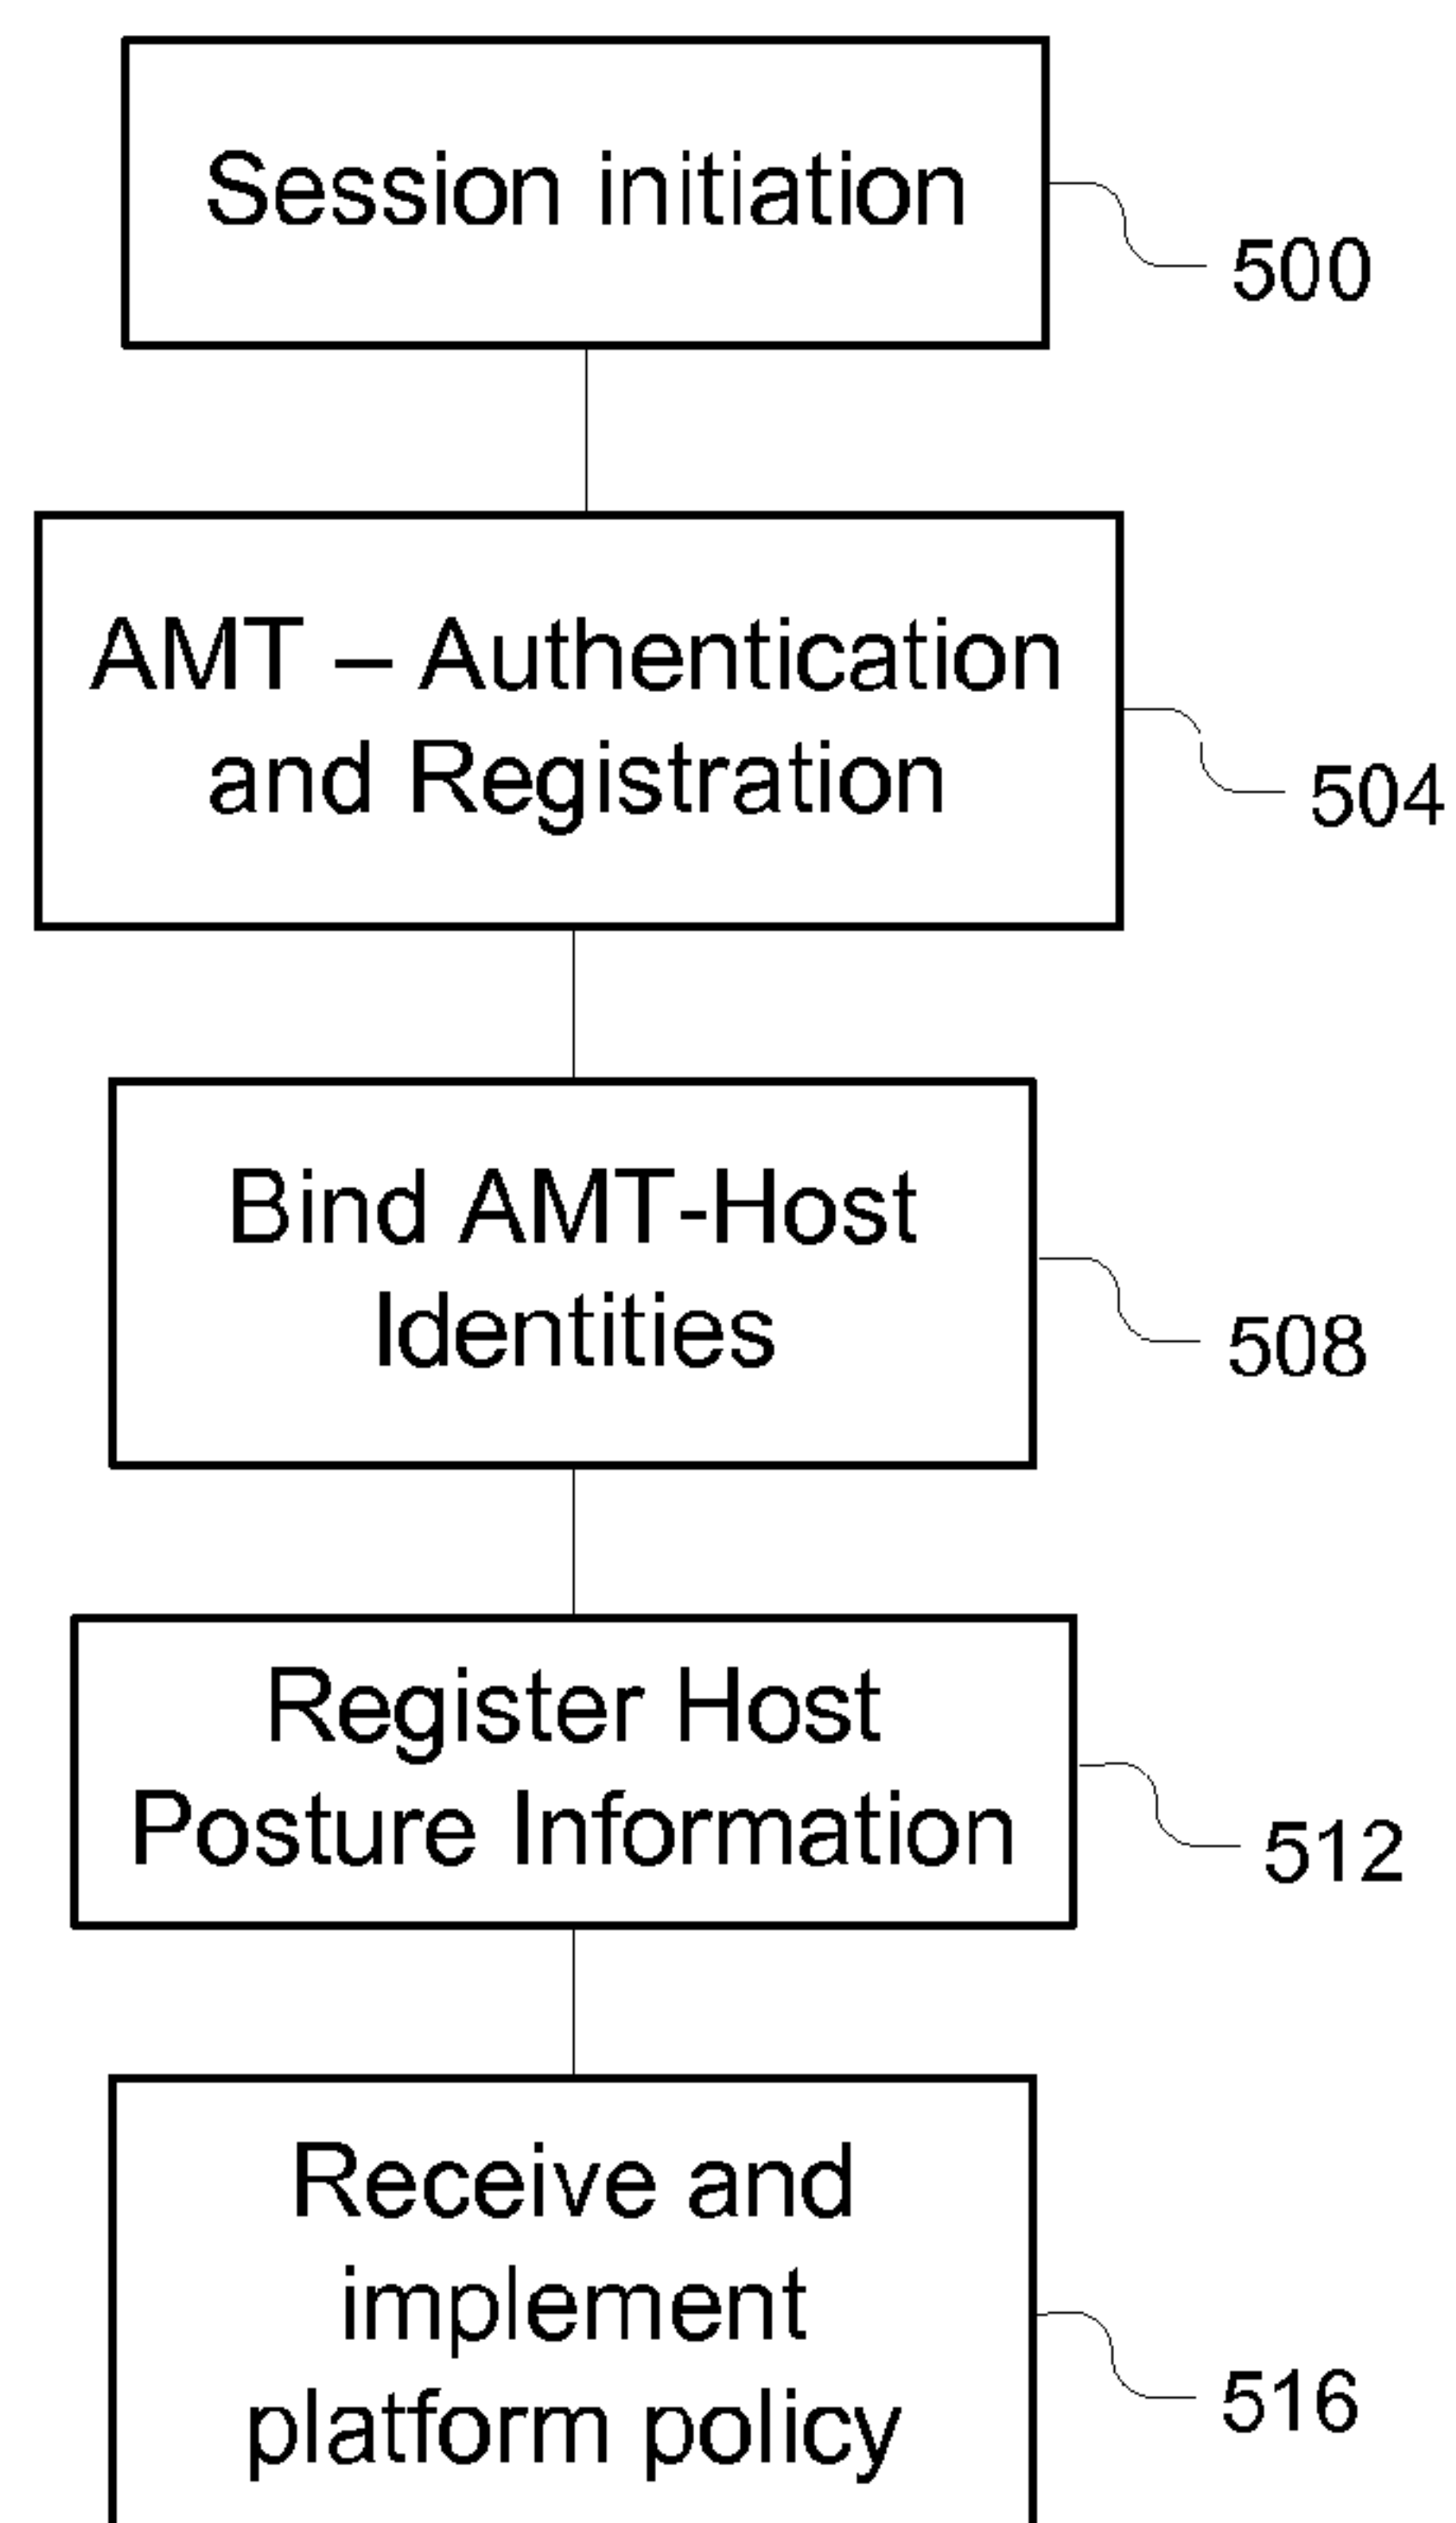 Session initiation
500
AMT – Authentication
and Registration
504
Bind AMT-Host
Identities
508
Register Host
Posture Information
512
Receive and
implement
platform policy
516